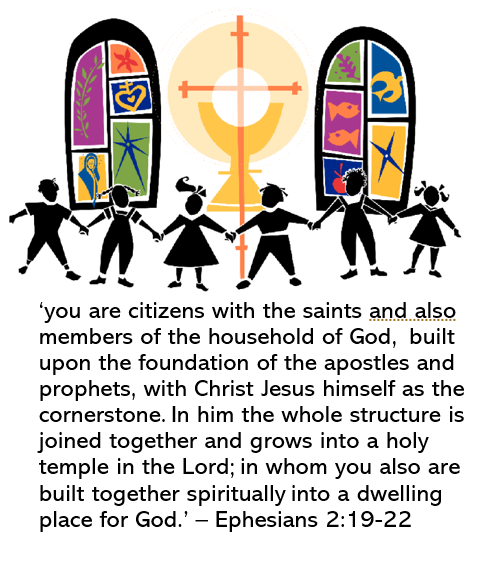 ‘you are citizens with the saints and also
members of the household of God,  built
upon the foundation of the apostles and
prophets, with Christ Jesus himself as the
cornerstone. In him the whole structure is
joined together and grows into a holy
temple in the Lord; in whom you also are
built together spiritually into a dwelling
place for God.’ – Ephesians 2:19-22